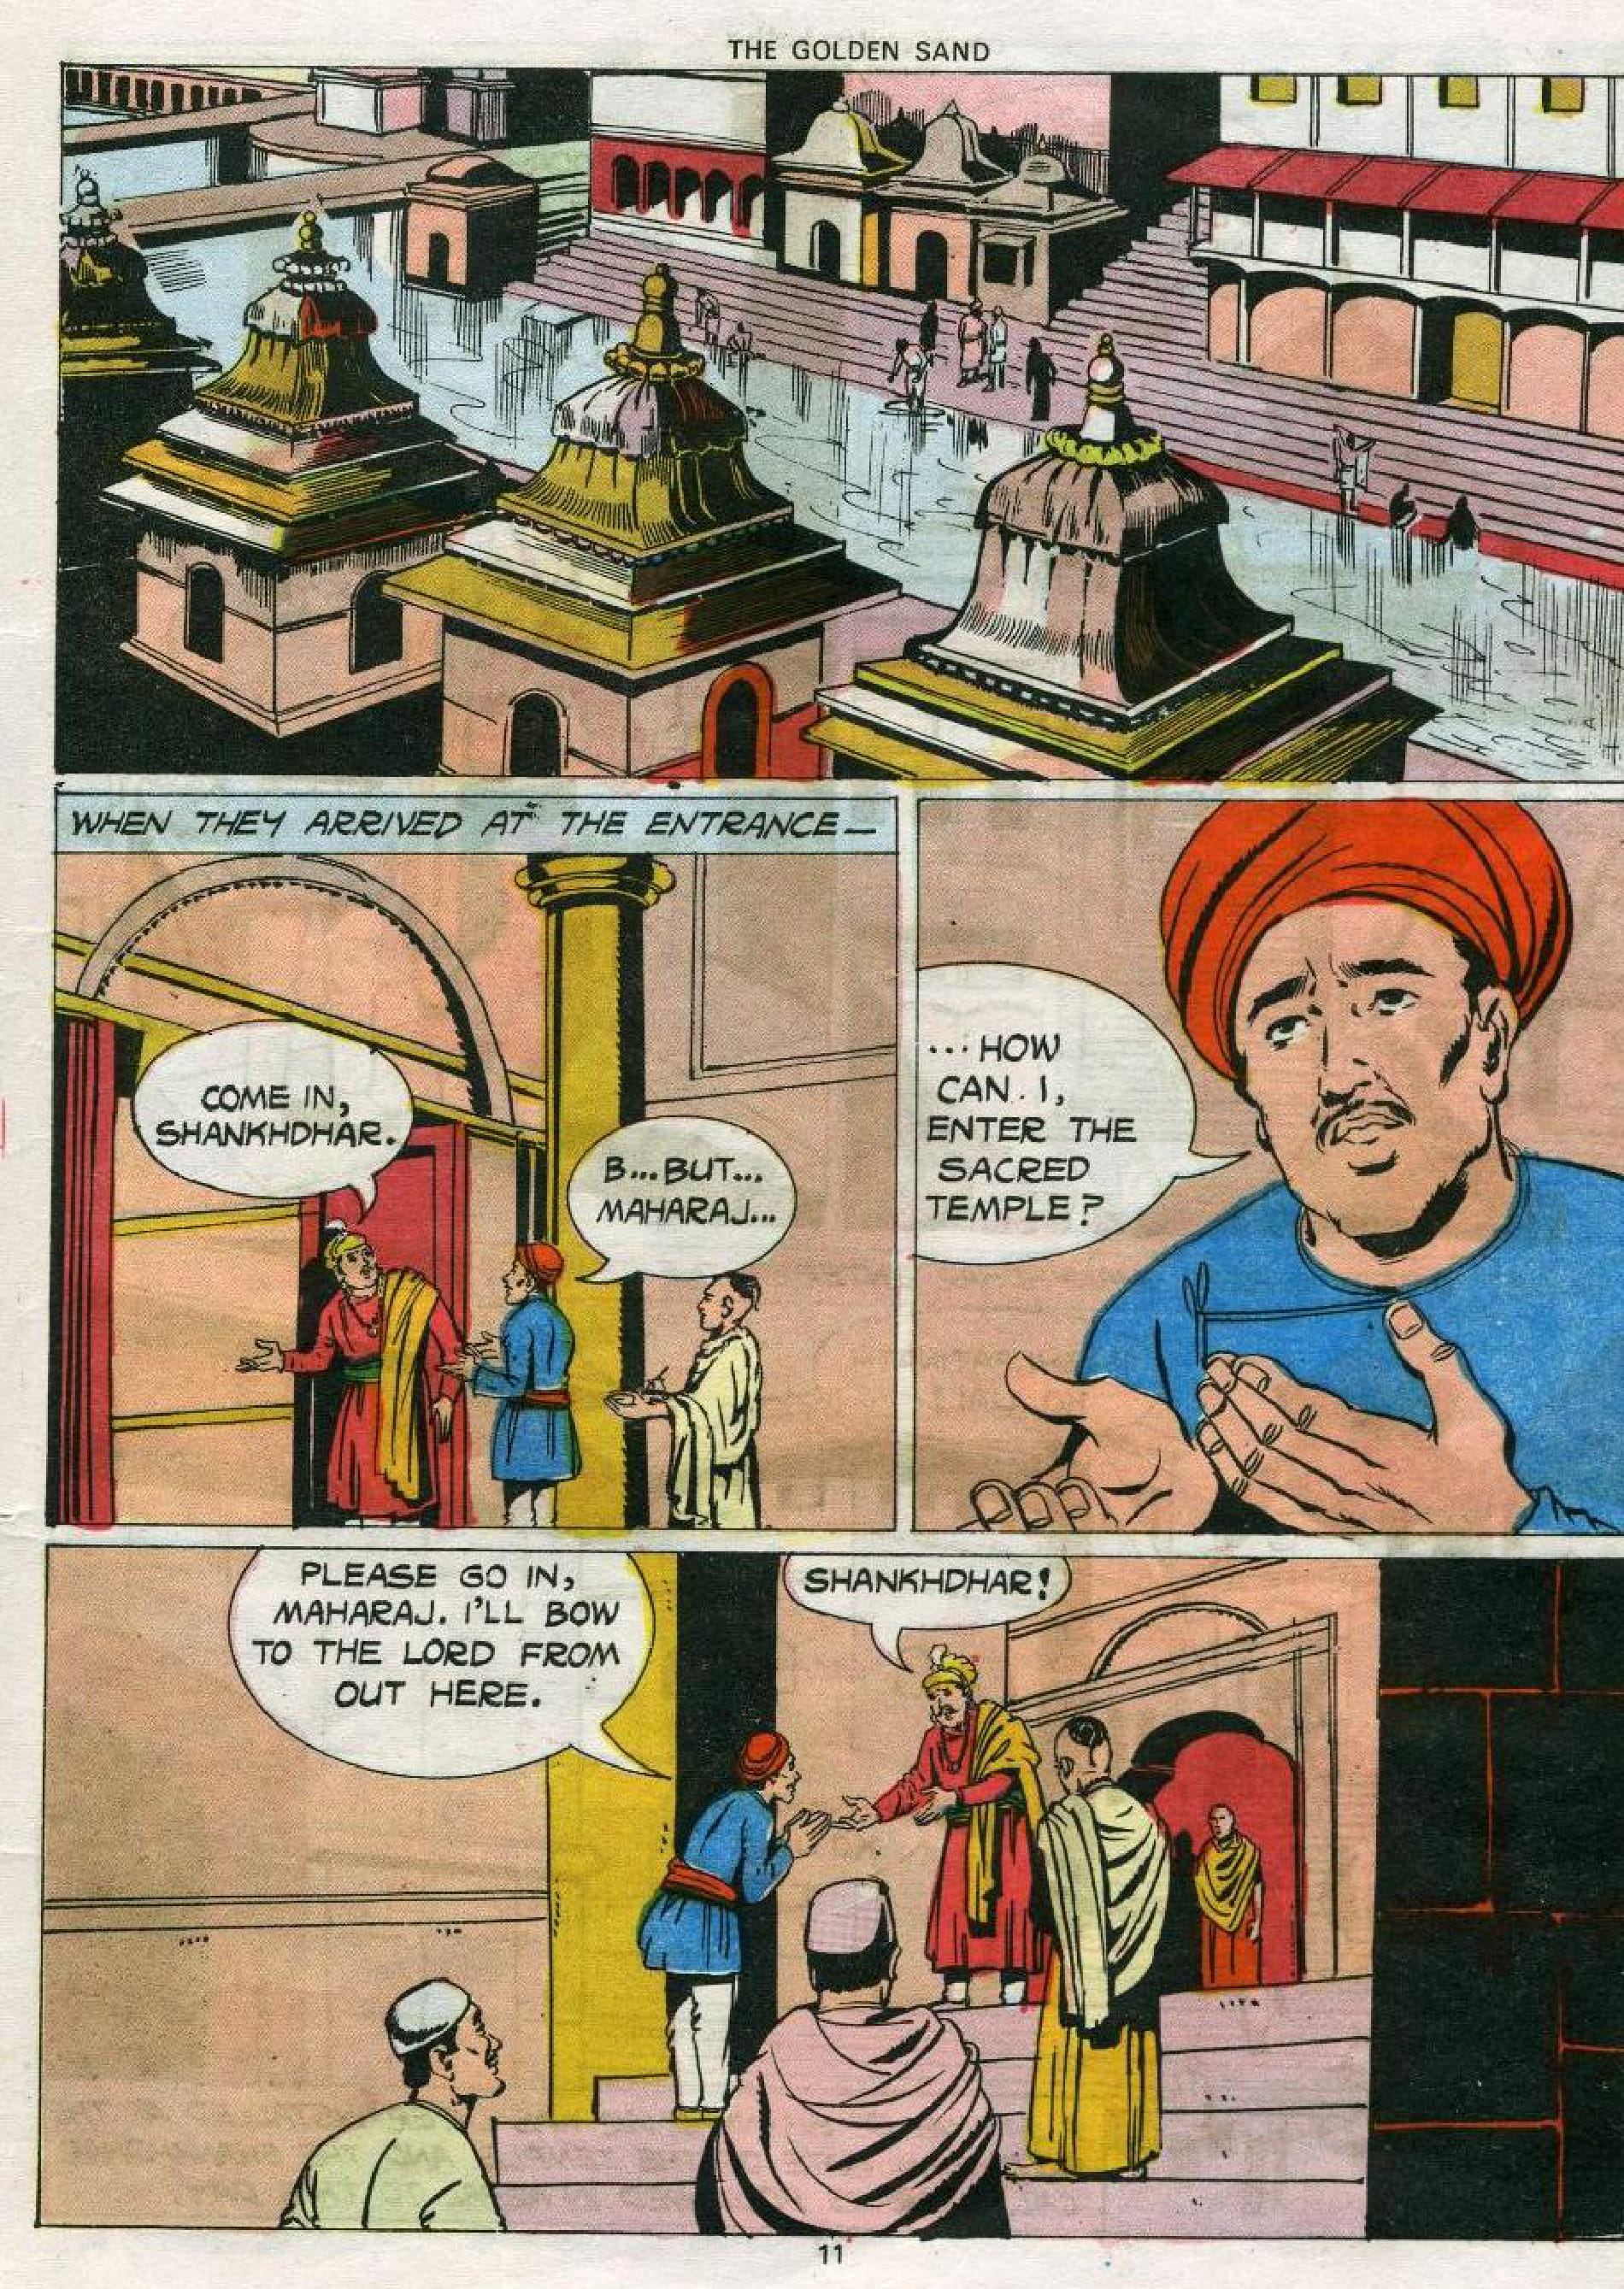 THE GOLDEN SAND
WHEN THEY ARRIVED AT THE ENTRANCE—
COME IN,
SHANKHDHAR.
B...BUT...
MAHARAJ...
...HOW
CAN. I,
ENTER THE
SACRED
TEMPLE?
PLEASE GO IN,
MAHARAJ. I'LL BOW
TO THE LORD FROM
OUT HERE.
SHANKHDHAR!
11